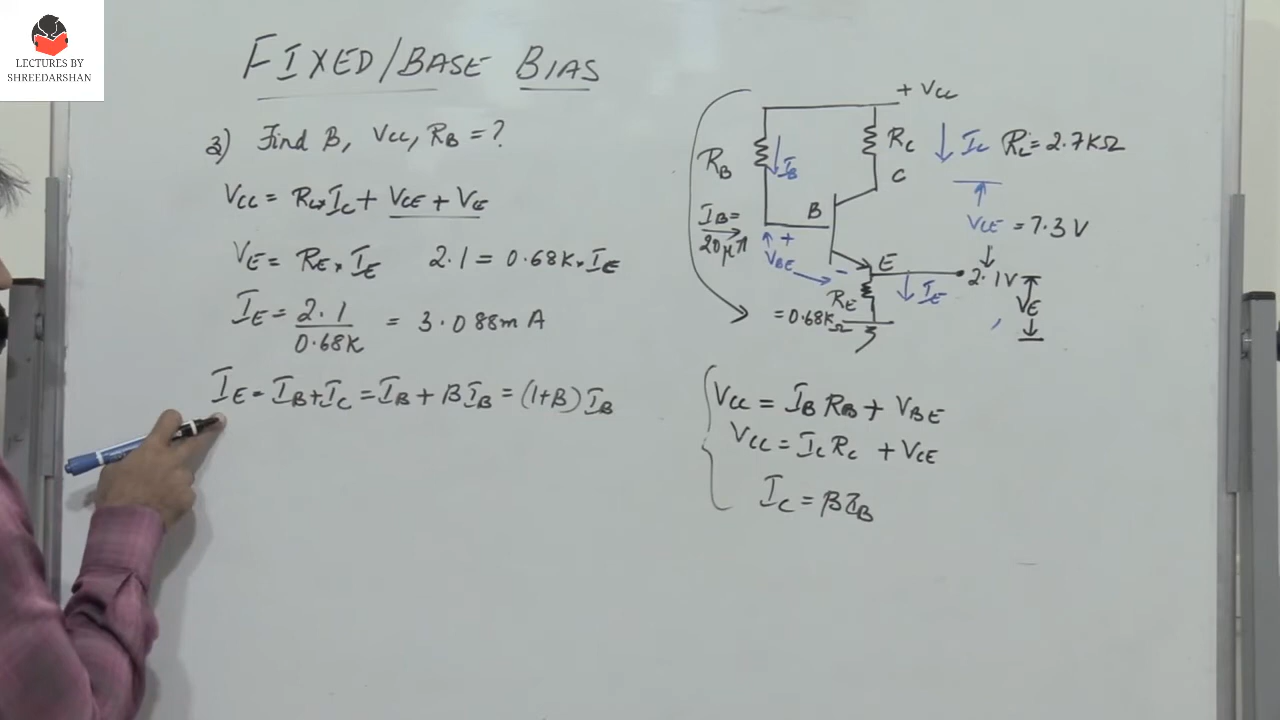 LECTURES BY
SHREEDARSHAN
FIXED/BASE BIAS
3) Find B, VCC, RB = ?
VCC = RC×IC + VCE + VE
VE = RE × IE 2.1 = 0.68K × IE
IE = 2.1 / 0.68K = 3.088mA
IE = IB + IC = IB + βIB = (1+β) IB
+ VCC
RC
IC RC = 2.7KΩ
RB
IB
C
IB =
20μA
B
VCE = 7.3 V
+
VBE
-
E
2.1V
RE
= 0.68KΩ
IE
VE
VCC = IB RB + VBE
VCC = IC RC + VCE
IC = βIB